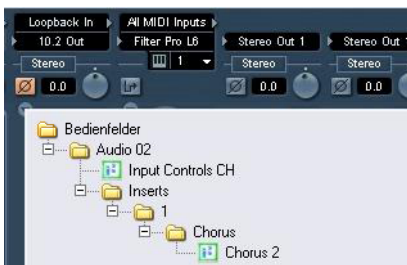 Loopback In All MIDI Inputs
10.2 Out Filter Pro L6 Stereo Out 1 Stereo Out
Stereo 1 Stereo Stereo
0.0 0.0 0.0
Bedienfelder
Audio 02
Input Controls CH
Inserts
1
Chorus
Chorus 2